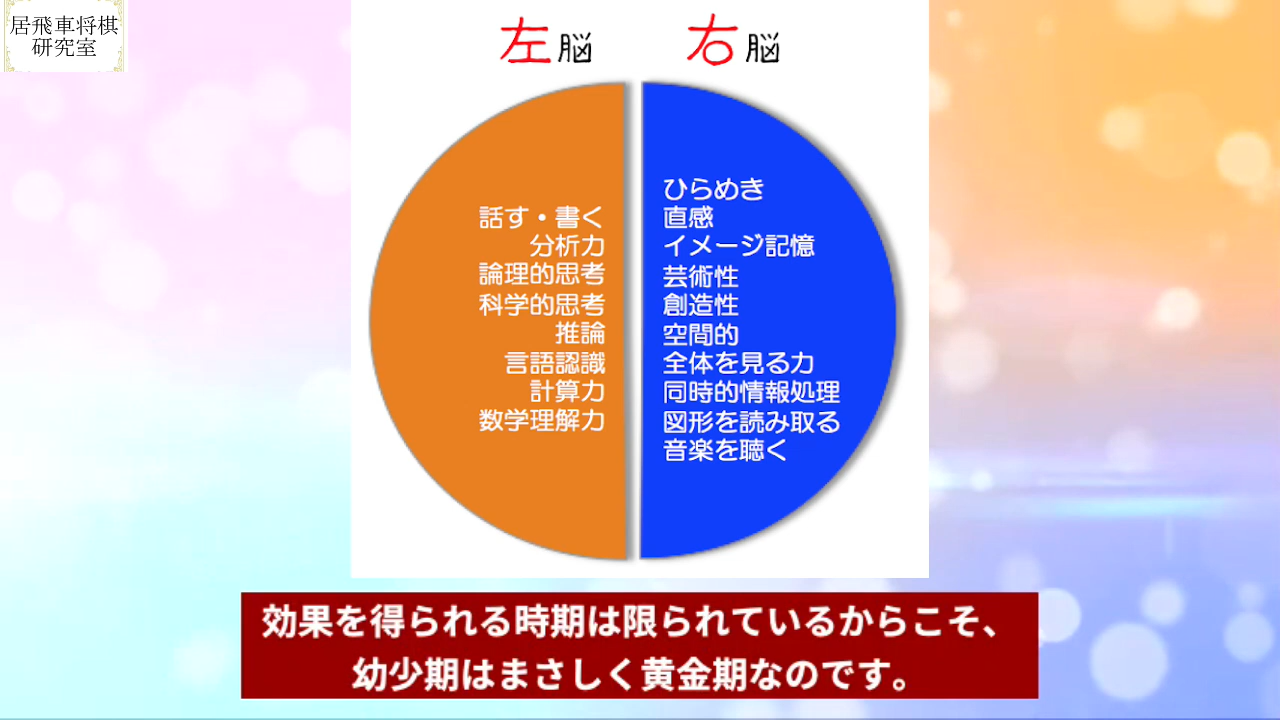 居飛車将棋
研究室
左脳
右脳
話す・書く
分析力
論理的思考
科学的思考
推論
言語認識
計算力
数学理解力
ひらめき
直感
イメージ記憶
芸術性
創造性
空間的
全体を見る力
同時的情報処理
図形を読み取る
音楽を聴く
効果を得られる時期は限られているからこそ、
幼少期はまさしく黄金期なのです。